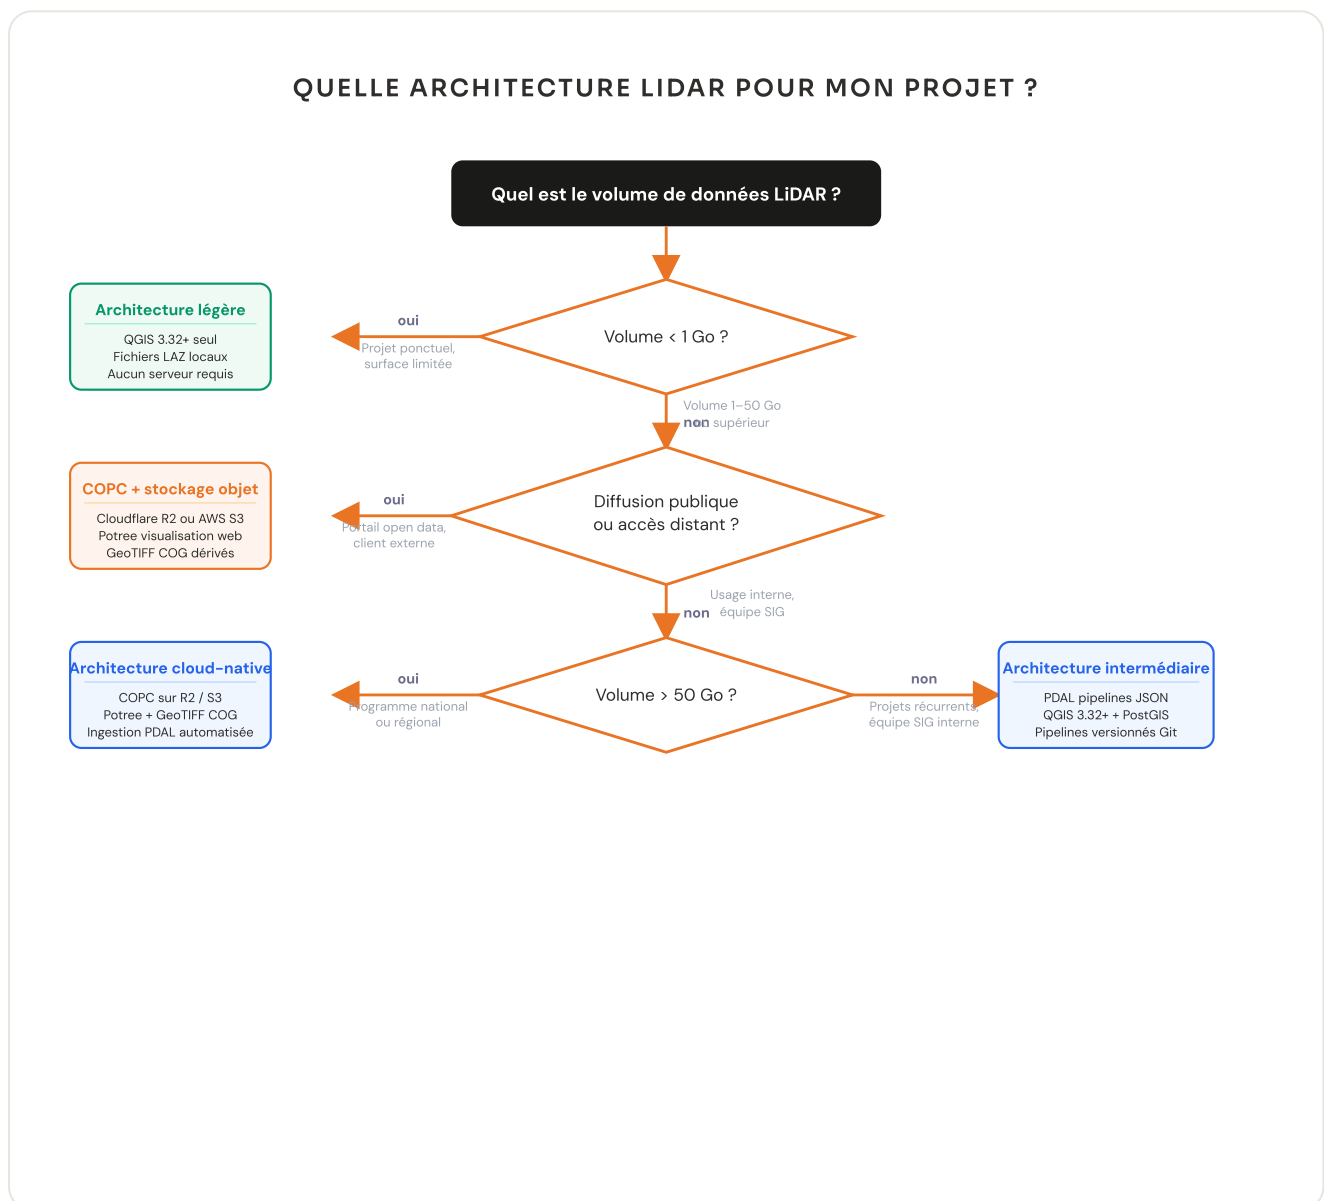 QUELLE ARCHITECTURE LIDAR POUR MON PROJET ?
Quel est le volume de données LiDAR ?
Volume < 1 Go ?
oui
Projet ponctuel,
surface limitée
Architecture légère
QGIS 3.32+ seul
Fichiers LAZ locaux
Aucun serveur requis
Volume 1–50 Go
non
supérieur
Diffusion publique
ou accès distant ?
oui
Portail open data,
client externe
COPC + stockage objet
Cloudflare R2 ou AWS S3
Potree visualisation web
GeoTIFF COG dérivés
Usage interne,
équipe SIG
non
Volume > 50 Go ?
oui
Programme national
ou régional
Architecture cloud-native
COPC sur R2 / S3
Potree + GeoTIFF COG
Ingestion PDAL automatisée
non
Projets récurrents,
équipe SIG interne
Architecture intermédiaire
PDAL pipelines JSON
QGIS 3.32+ + PostGIS
Pipelines versionnés Git